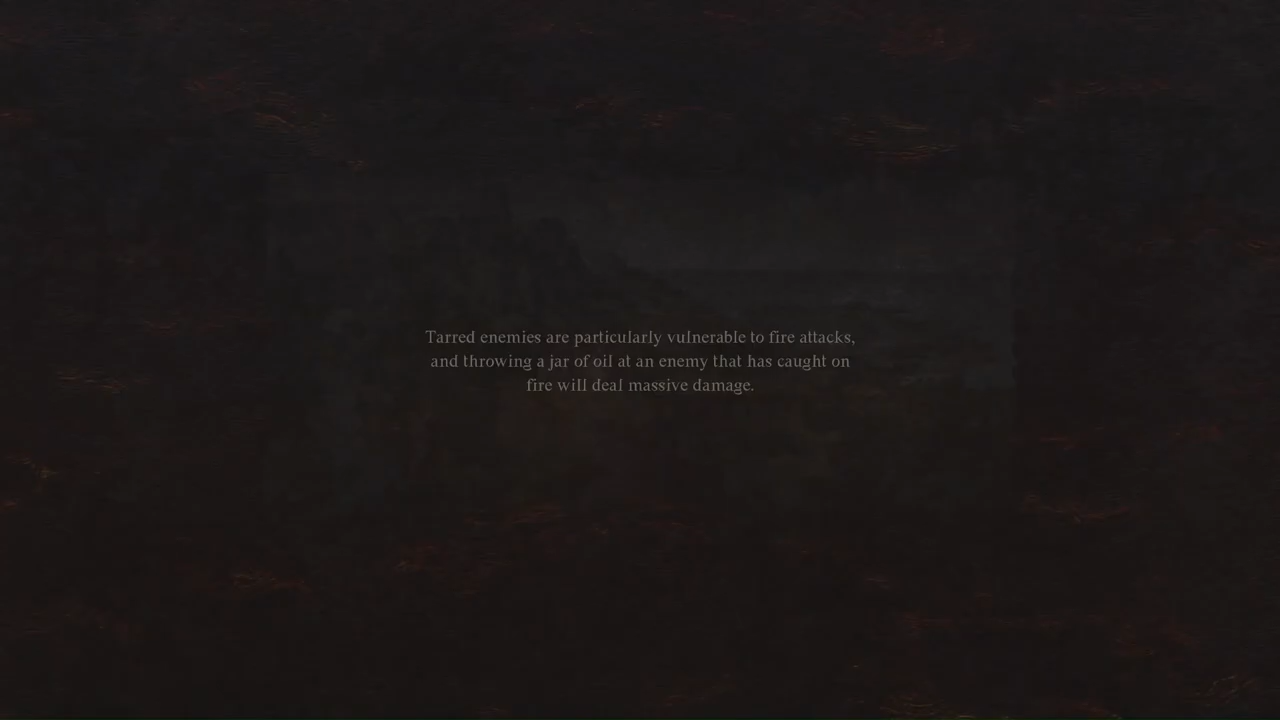 Tarred enemies are particularly vulnerable to fire attacks,
and throwing a jar of oil at an enemy that has caught on
fire will deal massive damage.